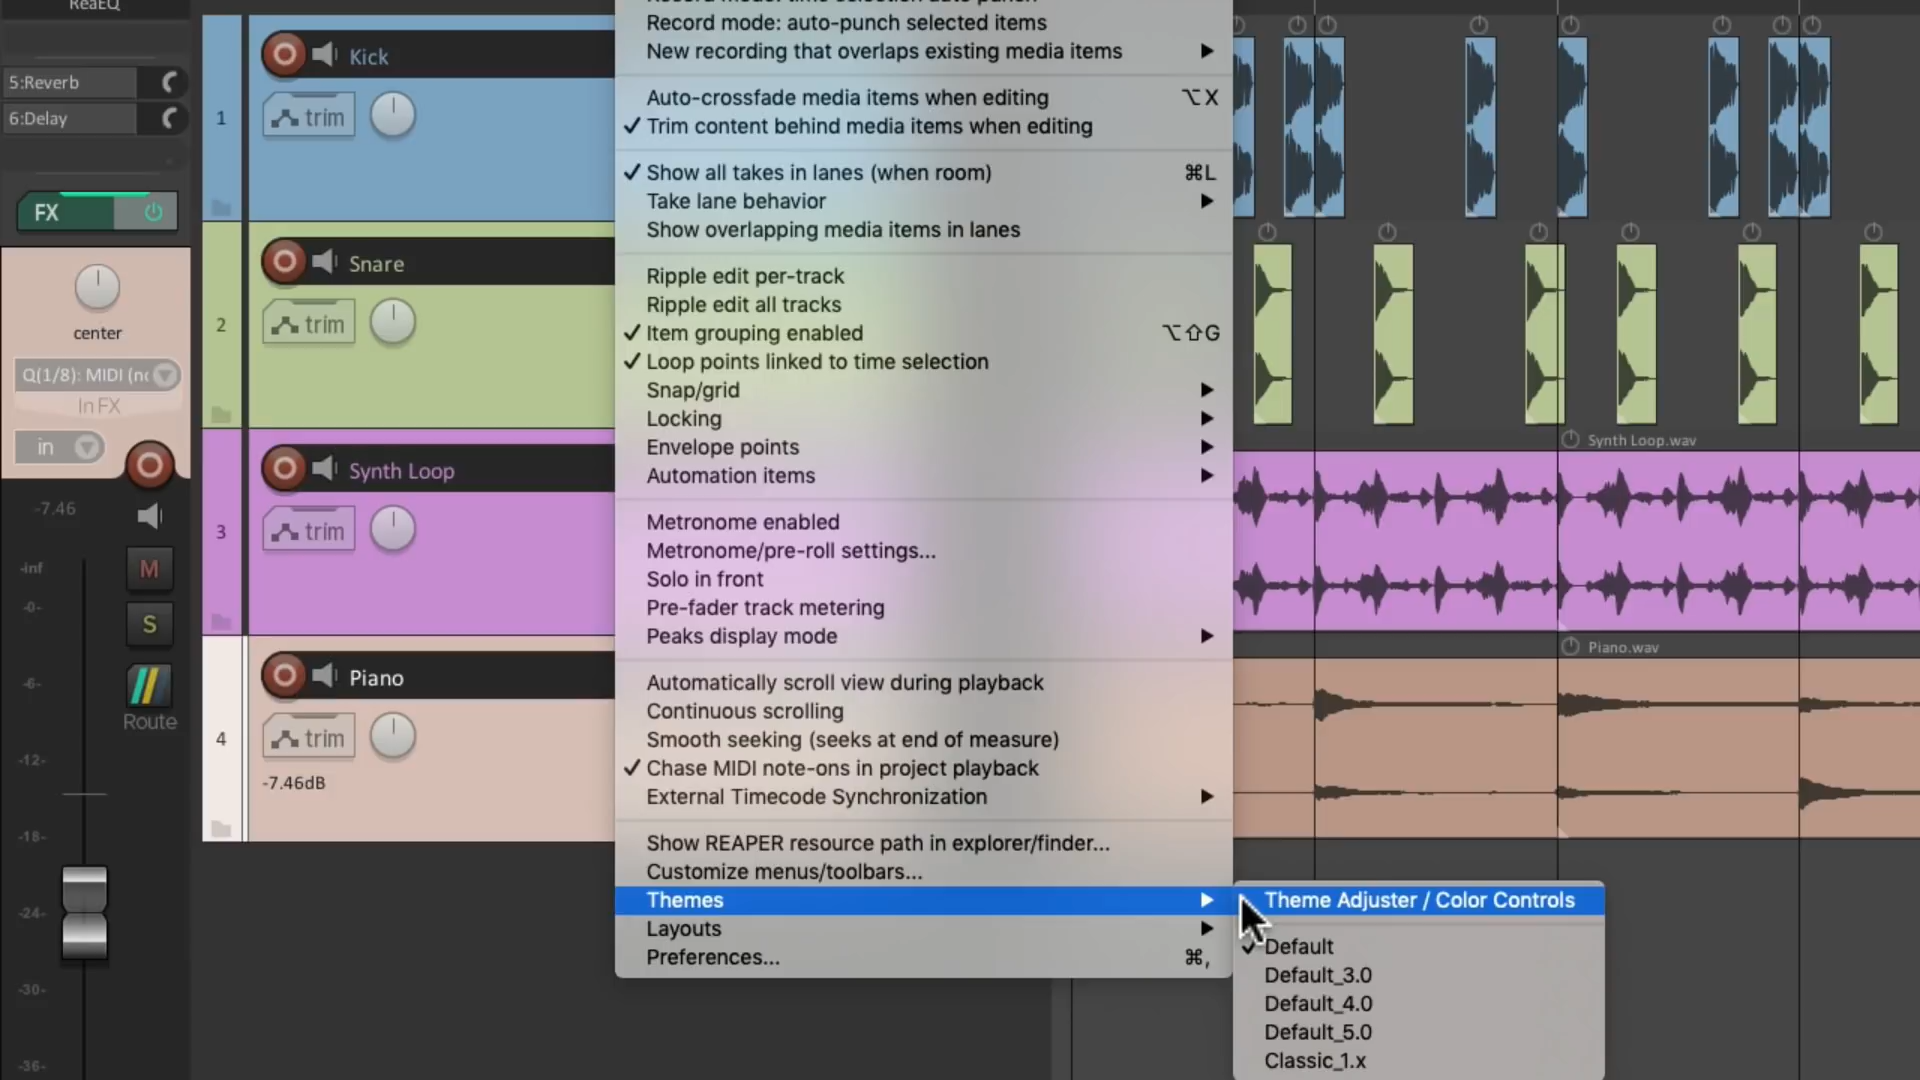 ReaEQ
5:Reverb
6:Delay
FX
center
Q(1/8): MIDI (no
In FX
in
-7.46
-inf
-0-
-6-
-12-
-18-
-24-
-30-
-36-
M
S
Route
1
Kick
trim
2
Snare
trim
3
Synth Loop
trim
4
Piano
trim
-7.46dB
Record mode: auto-punch selected items
New recording that overlaps existing media items
Auto-crossfade media items when editing ⌥X
✓ Trim content behind media items when editing
✓ Show all takes in lanes (when room) ⌘L
Take lane behavior
Show overlapping media items in lanes
Ripple edit per-track
Ripple edit all tracks
✓ Item grouping enabled ⌥⇧G
✓ Loop points linked to time selection
Snap/grid
Locking
Envelope points
Automation items
Metronome enabled
Metronome/pre-roll settings...
Solo in front
Pre-fader track metering
Peaks display mode
Automatically scroll view during playback
Continuous scrolling
Smooth seeking (seeks at end of measure)
✓ Chase MIDI note-ons in project playback
External Timecode Synchronization
Show REAPER resource path in explorer/finder...
Customize menus/toolbars...
Themes
Layouts
Preferences... ⌘,
Theme Adjuster / Color Controls
✓ Default
Default_3.0
Default_4.0
Default_5.0
Classic_1.x
Synth Loop.wav
Piano.wav